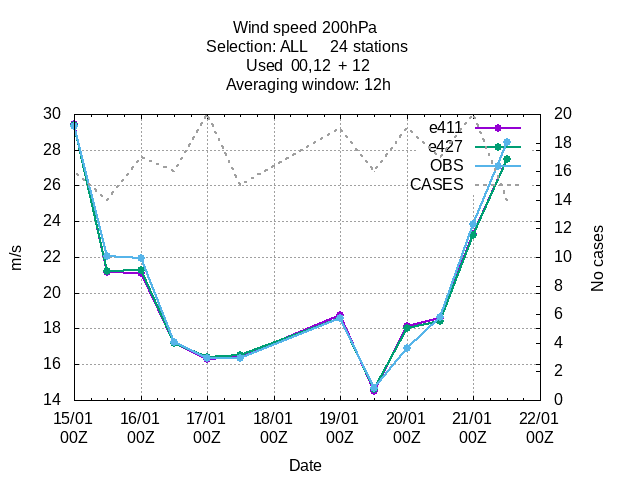 Wind speed 200hPa
Selection: ALL     24 stations
Used  00,12  + 12
Averaging window: 12h
30 20
e411
18
28 e427
OBS
16
26 CASES
14
24
12
22 10
8
20
6
18
4
16
2
14 0
15/01 16/01 17/01 18/01 19/01 20/01 21/01 22/01
00Z 00Z 00Z 00Z 00Z 00Z 00Z 00Z
Date
m/s
No cases